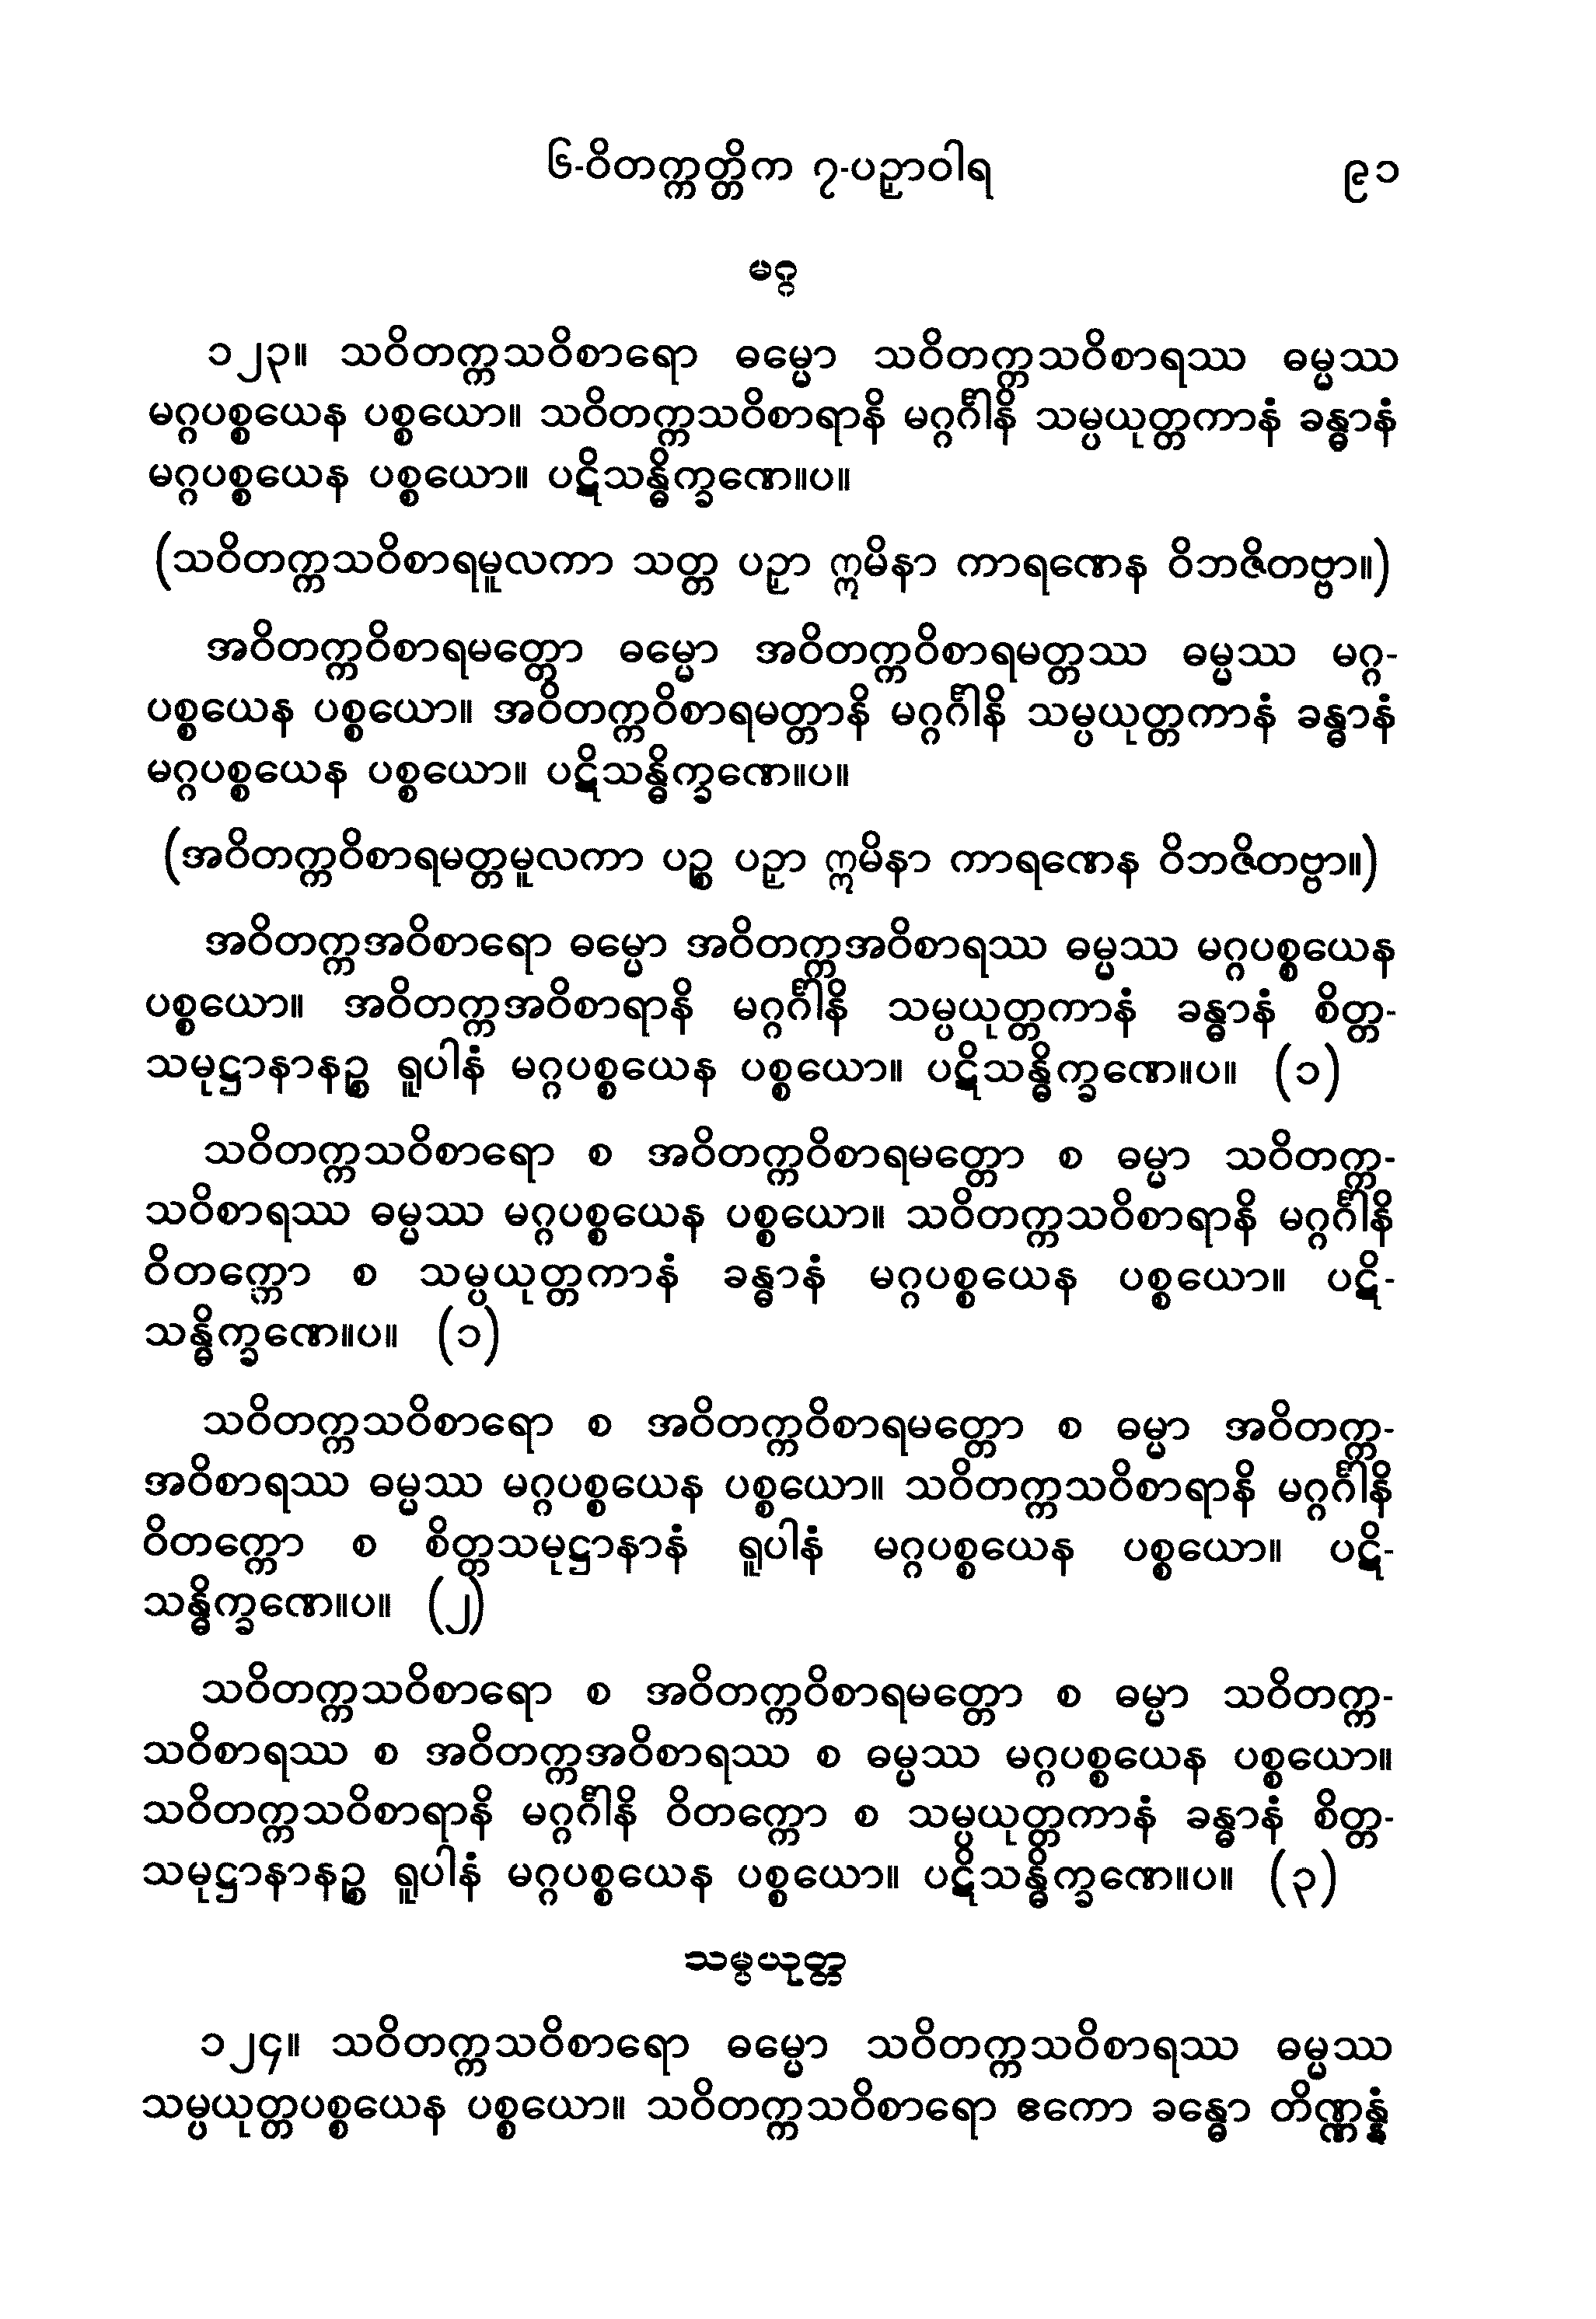 ၆-ဝိတက္ကတ္တိက ၇-ပဉှာဝါရ ၉၁
မဂ္ဂ
၁၂၃။ သဝိတက္ကသဝိစာရော ဓမ္မော သဝိတက္ကသဝိစာရဿ ဓမ္မဿ
မဂ္ဂပစ္စယေန ပစ္စယော။ သဝိတက္ကသဝိစာရာနိ မဂ္ဂင်္ဂါနိ သမ္ပယုတ္တကာနံ ခန္ဓာနံ
မဂ္ဂပစ္စယေန ပစ္စယော။ ပဋိသန္ဓိက္ခဏေ။ပ။
(သဝိတက္ကသဝိစာရမူလကာ သတ္တ ပဉှာ ဣမိနာ ကာရဏေန ဝိဘဇိတဗ္ဗာ။)
အဝိတက္ကဝိစာရမတ္တော ဓမ္မော အဝိတက္ကဝိစာရမတ္တဿ ဓမ္မဿ မဂ္ဂ-
ပစ္စယေန ပစ္စယော။ အဝိတက္ကဝိစာရမတ္တာနိ မဂ္ဂင်္ဂါနိ သမ္ပယုတ္တကာနံ ခန္ဓာနံ
မဂ္ဂပစ္စယေန ပစ္စယော။ ပဋိသန္ဓိက္ခဏေ။ပ။
(အဝိတက္ကဝိစာရမတ္တမူလကာ ပဉ္စ ပဉှာ ဣမိနာ ကာရဏေန ဝိဘဇိတဗ္ဗာ။)
အဝိတက္ကအဝိစာရော ဓမ္မော အဝိတက္ကအဝိစာရဿ ဓမ္မဿ မဂ္ဂပစ္စယေန
ပစ္စယော။ အဝိတက္ကအဝိစာရာနိ မဂ္ဂင်္ဂါနိ သမ္ပယုတ္တကာနံ ခန္ဓာနံ စိတ္တ-
သမုဋ္ဌာနာနဉ္စ ရူပါနံ မဂ္ဂပစ္စယေန ပစ္စယော။ ပဋိသန္ဓိက္ခဏေ။ပ။ (၁)
သဝိတက္ကသဝိစာရော စ အဝိတက္ကဝိစာရမတ္တော စ ဓမ္မာ သဝိတက္က-
သဝိစာရဿ ဓမ္မဿ မဂ္ဂပစ္စယေန ပစ္စယော။ သဝိတက္ကသဝိစာရာနိ မဂ္ဂင်္ဂါနိ
ဝိတက္ကော စ သမ္ပယုတ္တကာနံ ခန္ဓာနံ မဂ္ဂပစ္စယေန ပစ္စယော။ ပဋိ-
သန္ဓိက္ခဏေ။ပ။ (၁)
သဝိတက္ကသဝိစာရော စ အဝိတက္ကဝိစာရမတ္တော စ ဓမ္မာ အဝိတက္က-
အဝိစာရဿ ဓမ္မဿ မဂ္ဂပစ္စယေန ပစ္စယော။ သဝိတက္ကသဝိစာရာနိ မဂ္ဂင်္ဂါနိ
ဝိတက္ကော စ စိတ္တသမုဋ္ဌာနာနံ ရူပါနံ မဂ္ဂပစ္စယေန ပစ္စယော။ ပဋိ-
သန္ဓိက္ခဏေ။ပ။ (၂)
သဝိတက္ကသဝိစာရော စ အဝိတက္ကဝိစာရမတ္တော စ ဓမ္မာ သဝိတက္က-
သဝိစာရဿ စ အဝိတက္ကအဝိစာရဿ စ ဓမ္မဿ မဂ္ဂပစ္စယေန ပစ္စယော။
သဝိတက္ကသဝိစာရာနိ မဂ္ဂင်္ဂါနိ ဝိတက္ကော စ သမ္ပယုတ္တကာနံ ခန္ဓာနံ စိတ္တ-
သမုဋ္ဌာနာနဉ္စ ရူပါနံ မဂ္ဂပစ္စယေန ပစ္စယော။ ပဋိသန္ဓိက္ခဏေ။ပ။ (၃)
သမ္ပယုတ္တ
၁၂၄။ သဝိတက္ကသဝိစာရော ဓမ္မော သဝိတက္ကသဝိစာရဿ ဓမ္မဿ
သမ္ပယုတ္တပစ္စယေန ပစ္စယော။ သဝိတက္ကသဝိစာရော ဧကော ခန္ဓော တိဏ္ဏန္နံ